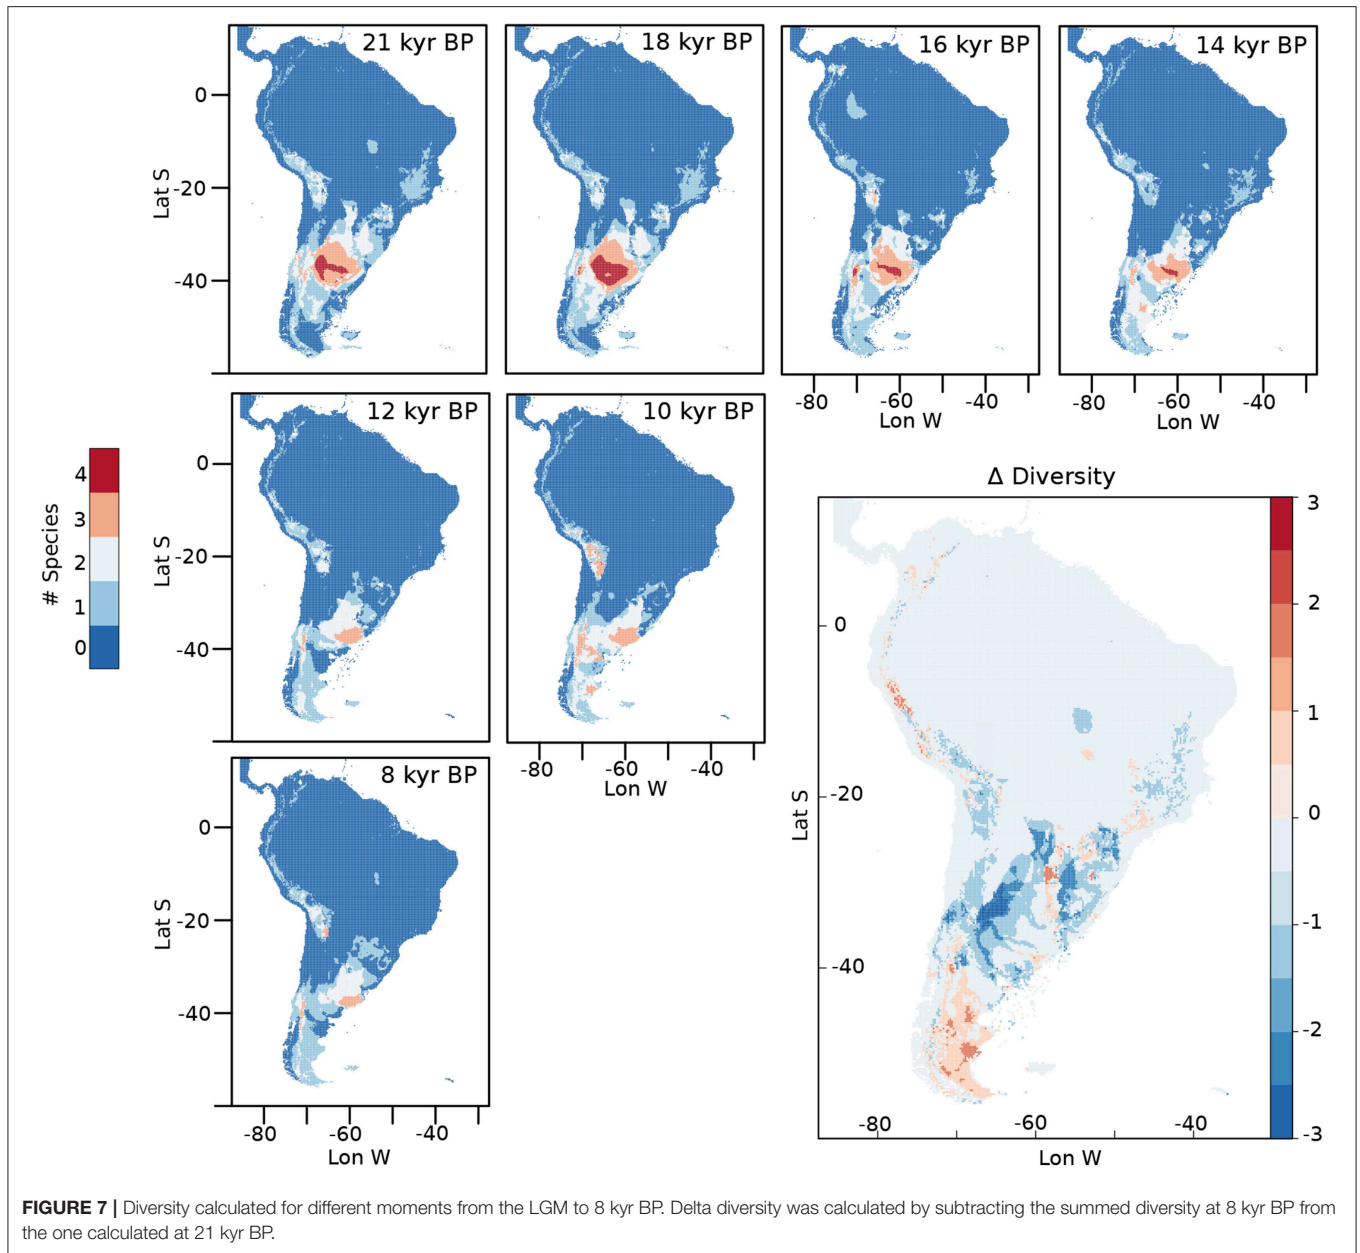 21 kyr BP
18 kyr BP
16 kyr BP
14 kyr BP
0
-20
-40
Lat S
-80 -60 -40
Lon W
-80 -60 -40
Lon W
12 kyr BP
10 kyr BP
0
-20
-40
Lat S
-80 -60 -40
Lon W
# Species
4
3
2
1
0
8 kyr BP
0
-20
-40
Lat S
-80 -60 -40
Lon W
Δ Diversity
0
-20
-40
Lat S
-80 -60 -40
Lon W
3
2
1
0
-1
-2
-3
FIGURE 7 | Diversity calculated for different moments from the LGM to 8 kyr BP. Delta diversity was calculated by subtracting the summed diversity at 8 kyr BP from
the one calculated at 21 kyr BP.